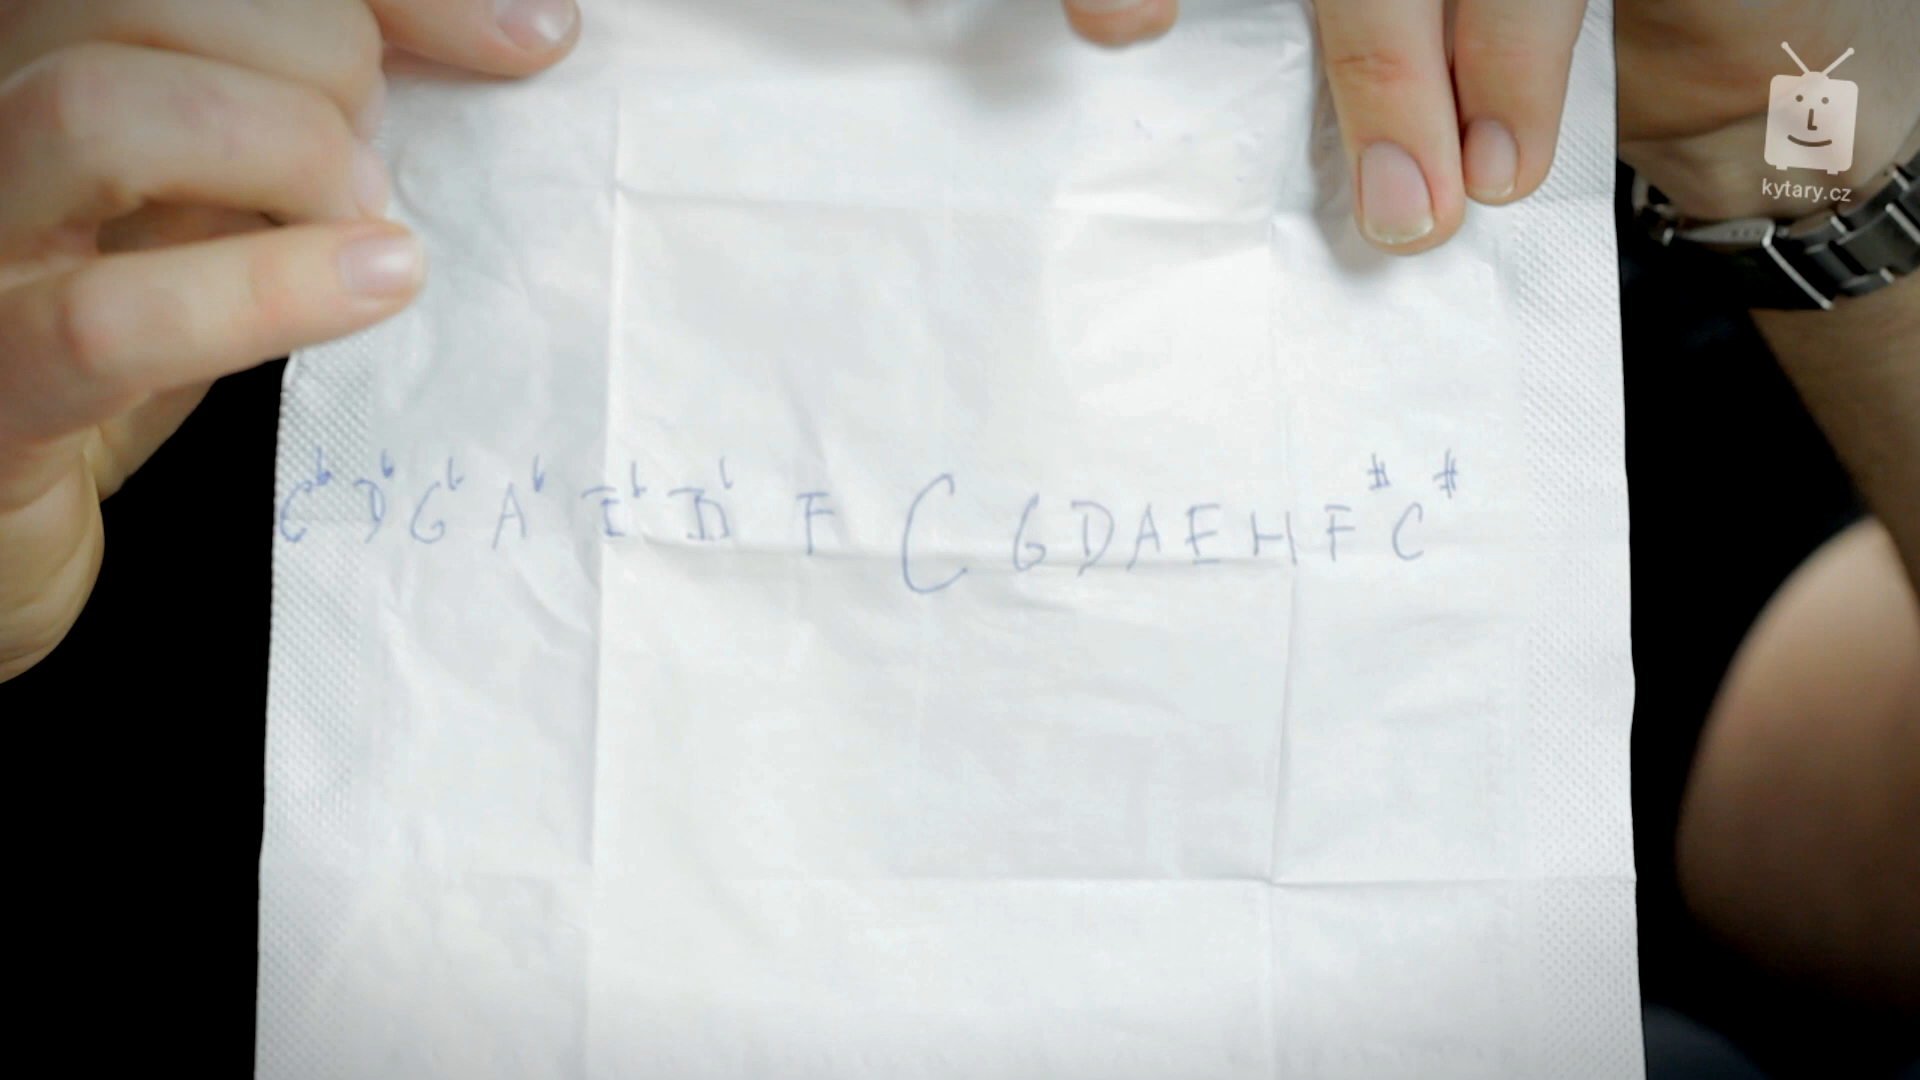 kytary.cz
C♭ D♭ G♭ A♭ E♭ B♭ F C G D A E H F# C#